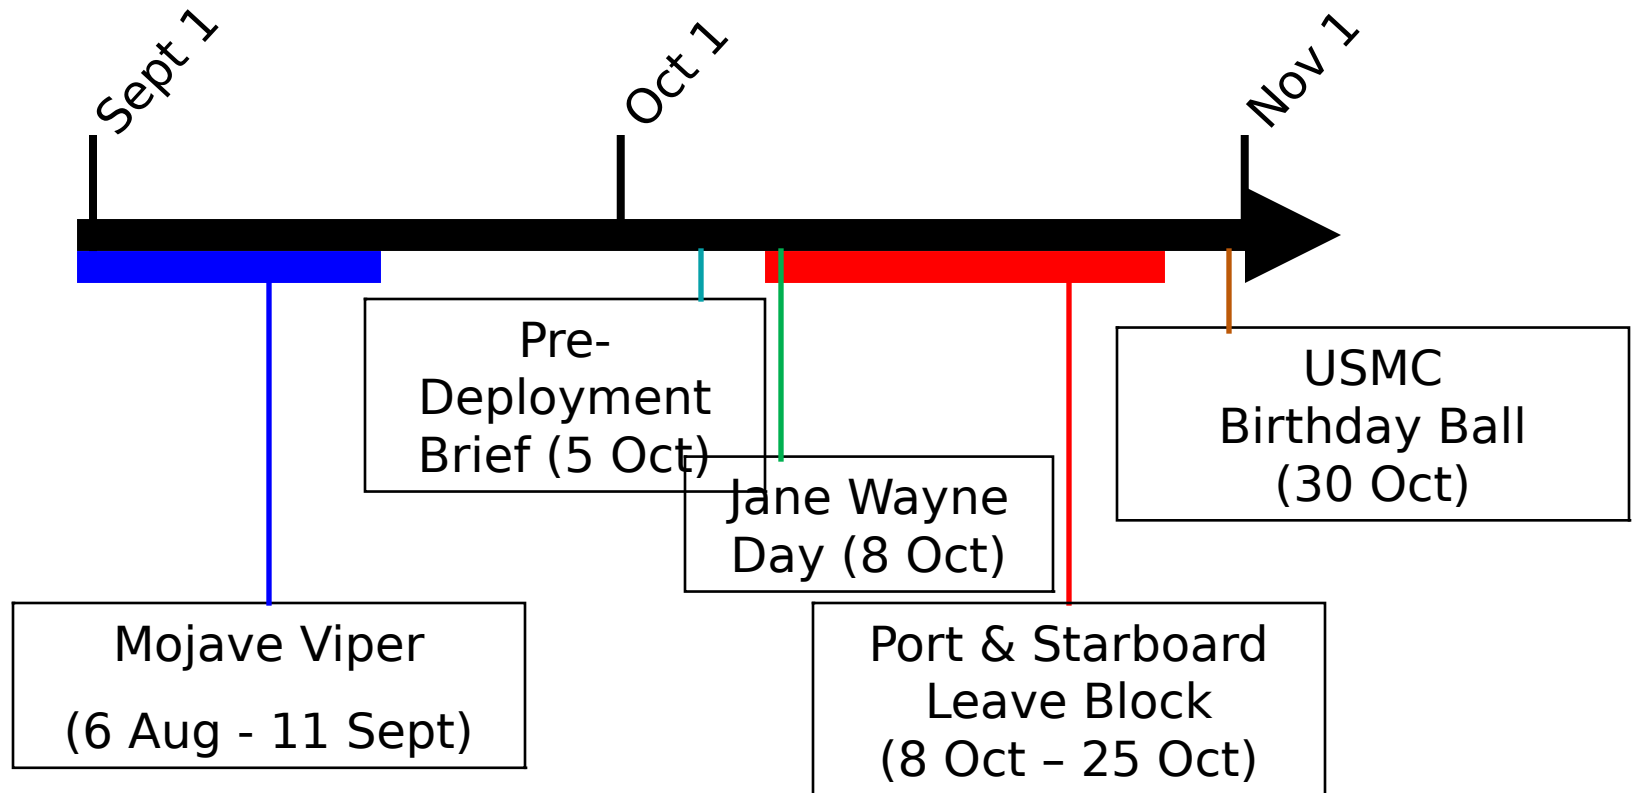 Sept 1
Oct 1
Nov 1
Pre-
Deployment
Brief (5 Oct)
Jane Wayne
Day (8 Oct)
USMC
Birthday Ball
(30 Oct)
Mojave Viper
(6 Aug - 11 Sept)
Port & Starboard
Leave Block
(8 Oct – 25 Oct)